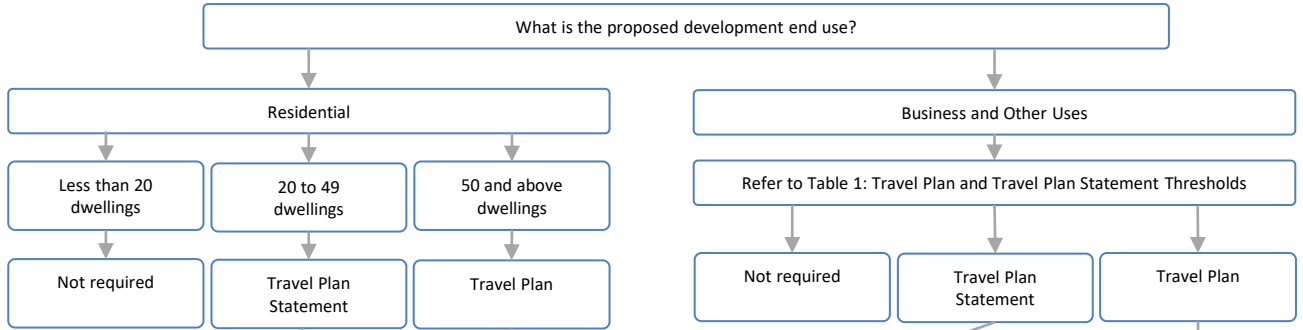 What is the proposed development end use?
Residential
Business and Other Uses
Less than 20
dwellings
20 to 49
dwellings
50 and above
dwellings
Refer to Table 1: Travel Plan and Travel Plan Statement Thresholds
Not required
Travel Plan
Statement
Travel Plan
Not required
Travel Plan
Statement
Travel Plan